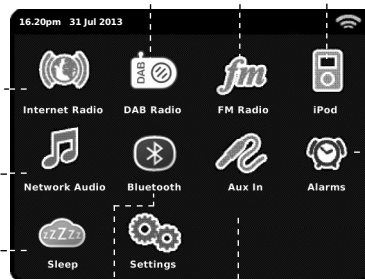 16.20pm 31 Jul 2013
DAB fm
Internet Radio DAB Radio FM Radio iPod
Network Audio Bluetooth Aux In Alarms
zZZZz
Sleep Settings